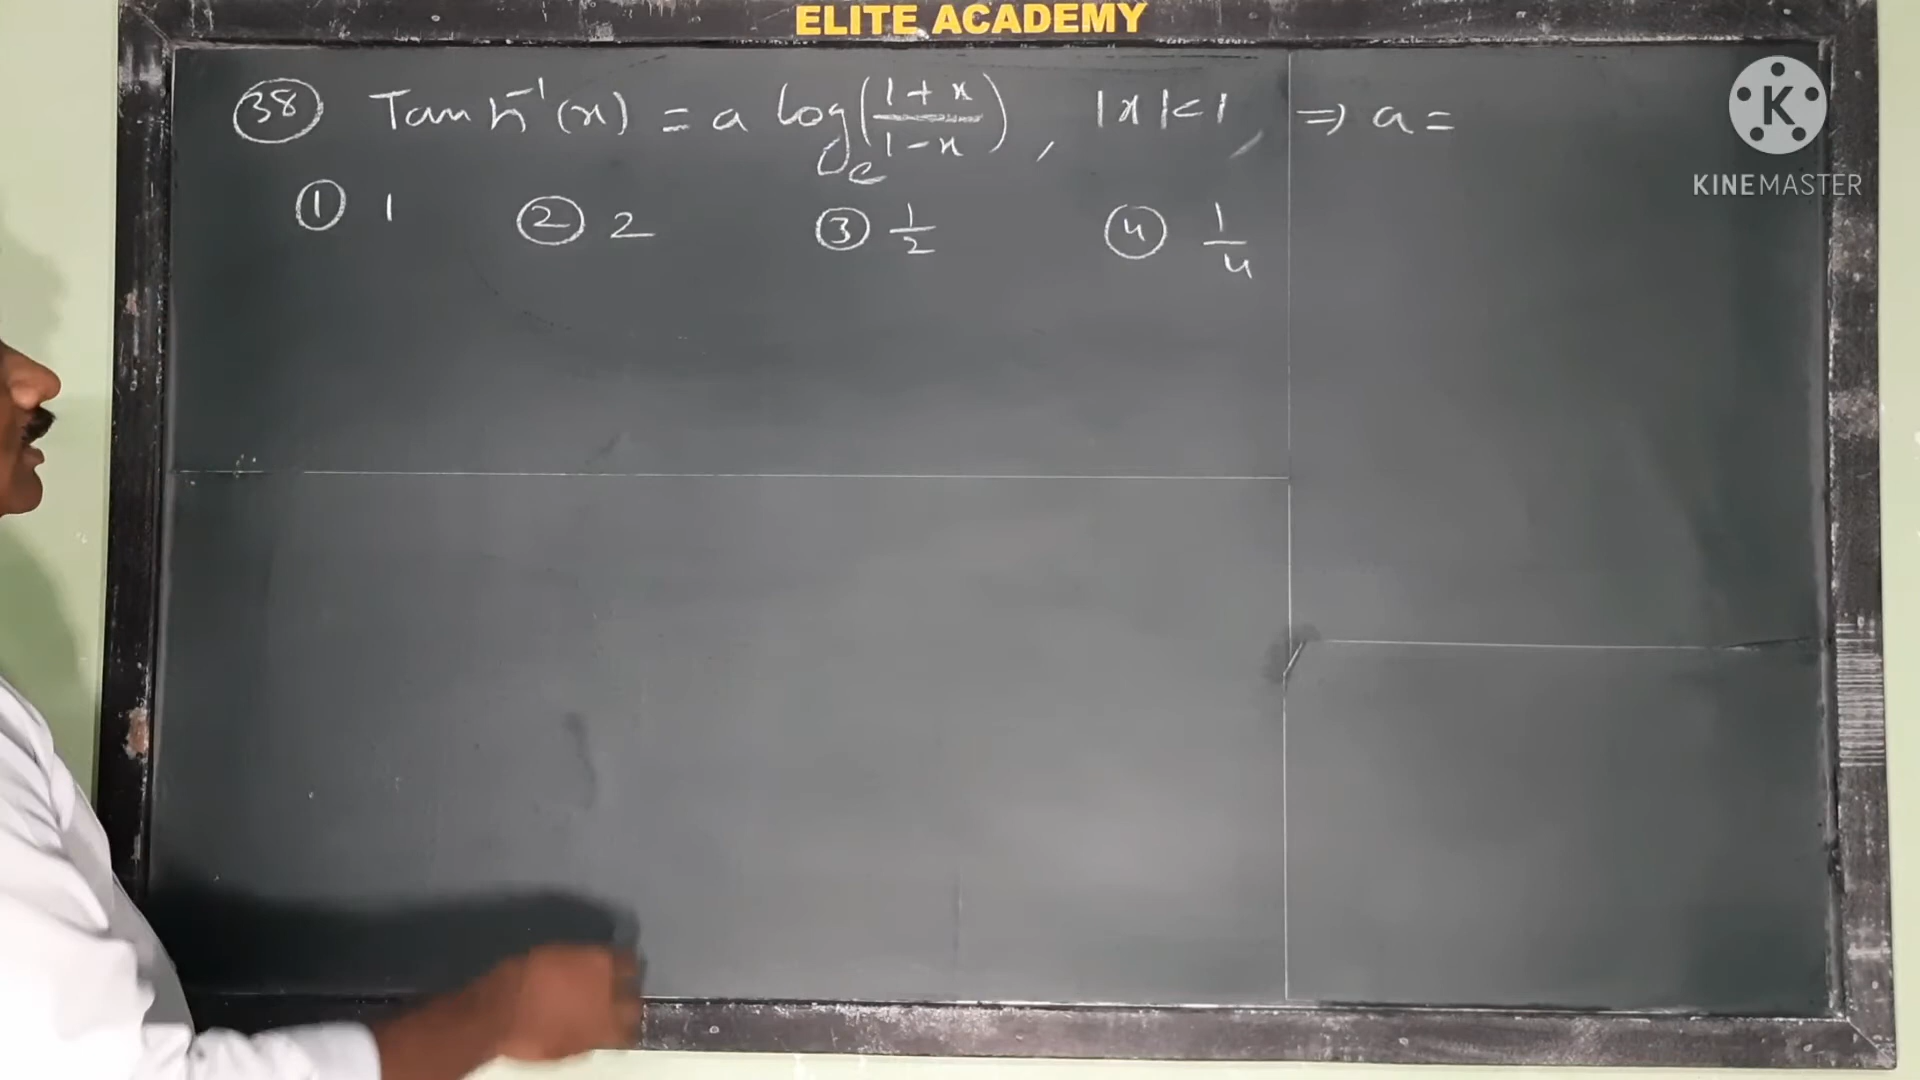 ELITE ACADEMY
(38) Tanh⁻¹(x) = a logₑ((1+x)/(1-x)), |x|<1, ⇒ a =
(1) 1 (2) 2 (3) 1/2 (4) 1/4
K
KINEMASTER